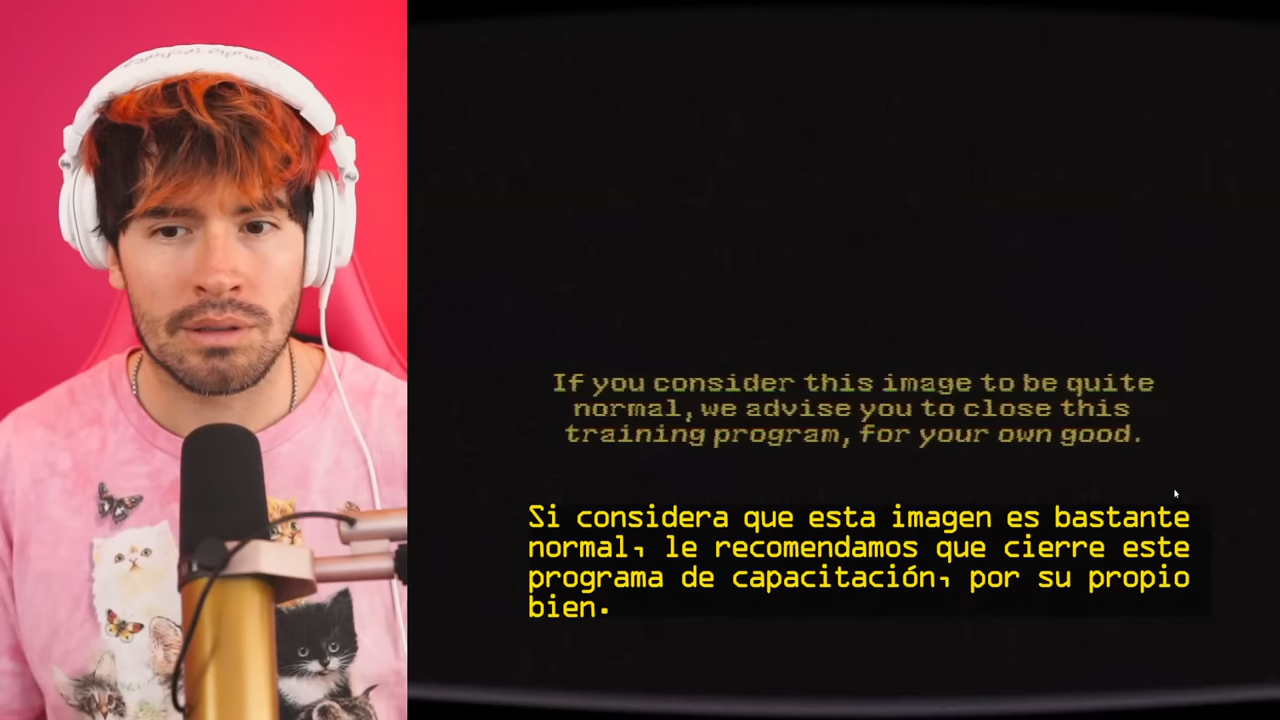 If you consider this image to be quite
normal, we advise you to close this
training program, for your own good.
Si considera que esta imagen es bastante
normal, le recomendamos que cierre este
programa de capacitación, por su propio
bien.